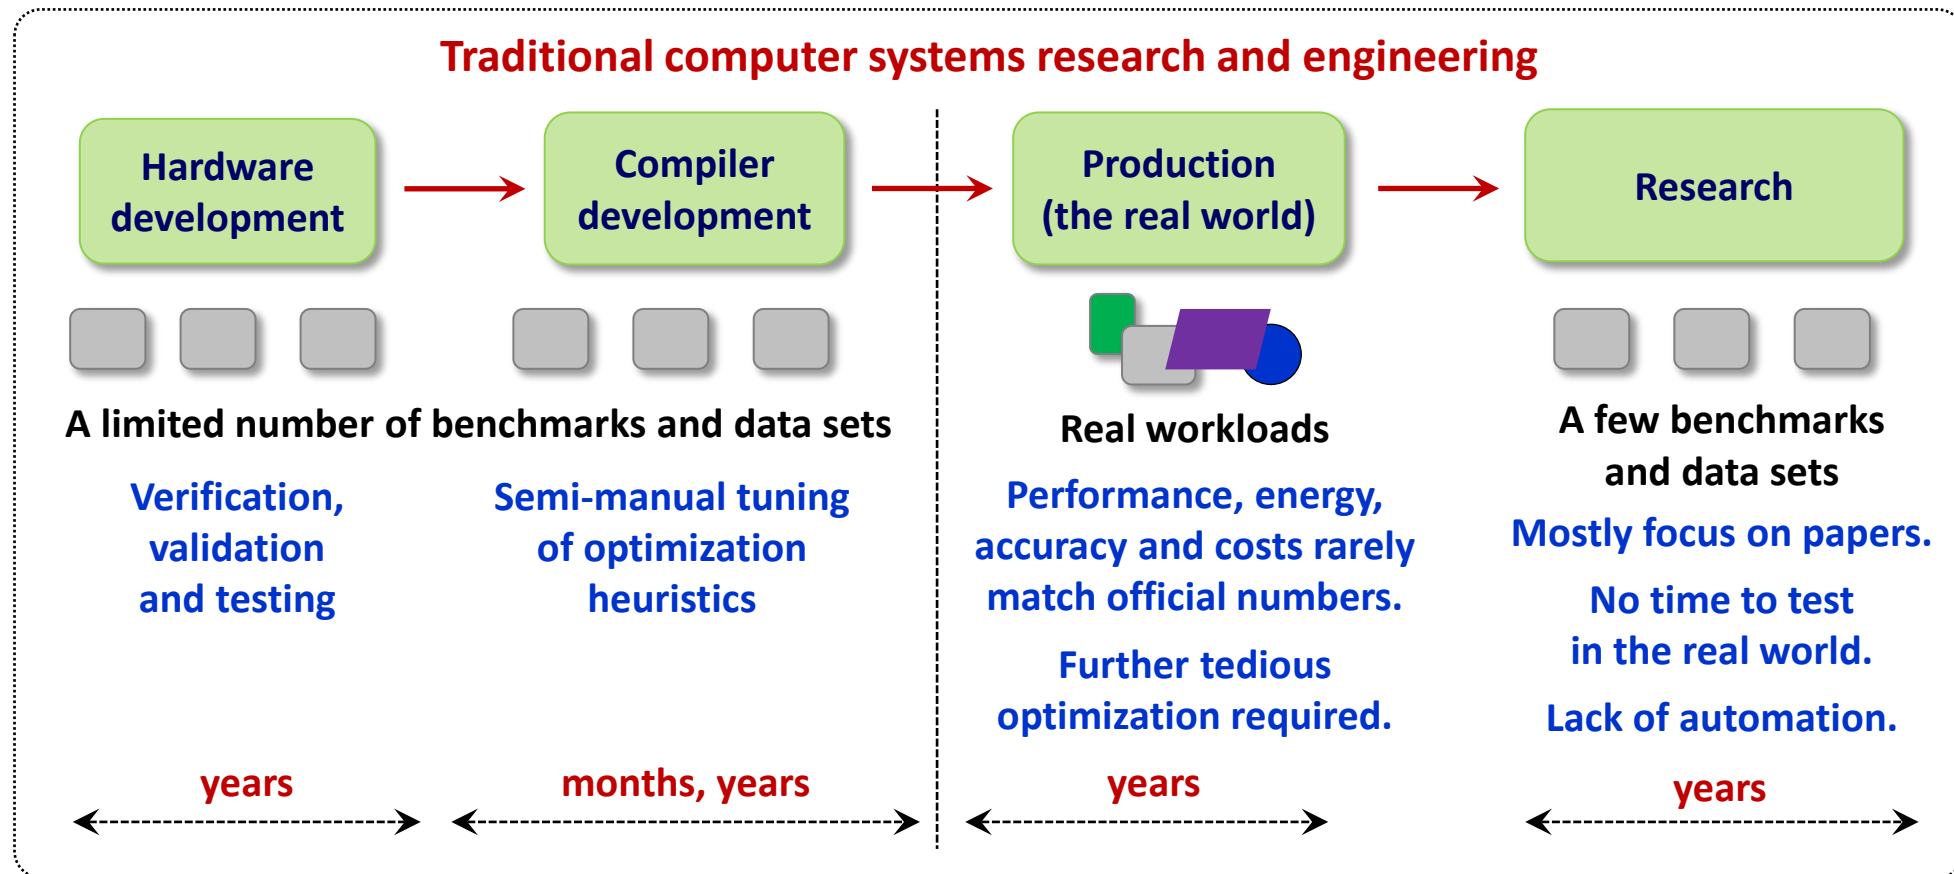 Traditional computer systems research and engineering
Hardware
development
Compiler
development
Production
(the real world)
Research
A limited number of benchmarks and data sets
Verification,
validation
and testing
Semi-manual tuning
of optimization
heuristics
Real workloads
Performance, energy,
accuracy and costs rarely
match official numbers.
Further tedious
optimization required.
A few benchmarks
and data sets
Mostly focus on papers.
No time to test
in the real world.
Lack of automation.
years
months, years
years
years